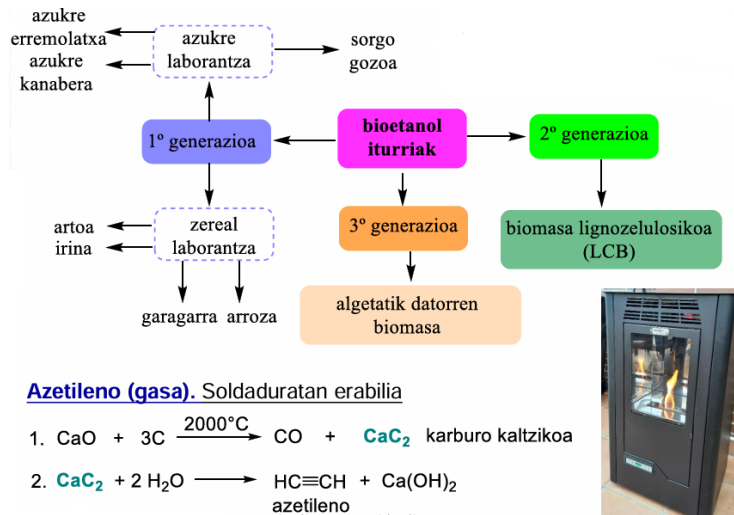 azukre
erremolatxa
azukre
kanabera
azukre
laborantza
sorgo
gozoa
1º generazioa
bioetanol
iturriak
2º generazioa
artoa
irina
zereal
laborantza
3º generazioa
biomasa lignozelulosikoa
(LCB)
garagarra
arroza
algetatik datorren
biomasa
Azetileno (gasa). Soldaduratan erabilia
1. CaO + 3C 2000°C CO + CaC₂ karburo kaltzikoa
2. CaC₂ + 2 H₂O HC≡CH + Ca(OH)₂
azetileno